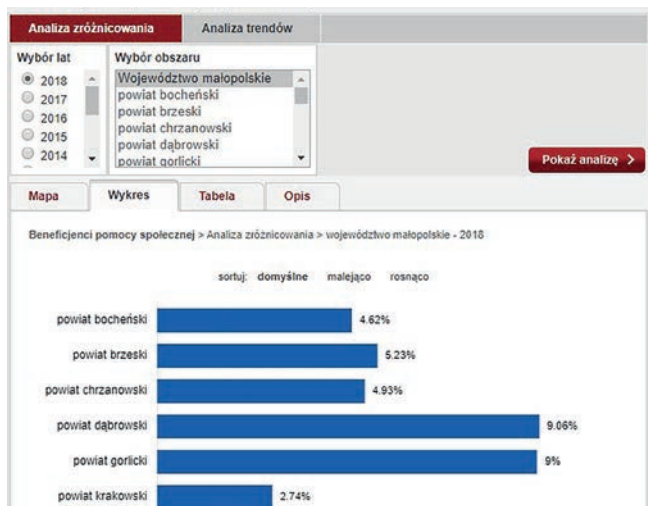 Analiza zróżnicowania Analiza trendów
Wybór lat Wybór obszaru
2018 Województwo małopolskie
2017 powiat bocheński
2016 powiat brzeski
2015 powiat chrzanowski
2014 powiat dąbrowski
powiat gorlicki
Pokaż analizę
Mapa Wykres Tabela Opis
Beneficjenci pomocy społecznej > Analiza zróżnicowania > województwo małopolskie - 2018
sortuj: domyślne malejąco rosnąco
powiat bocheński 4.62%
powiat brzeski 5.23%
powiat chrzanowski 4.93%
powiat dąbrowski 9.06%
powiat gorlicki 9%
powiat krakowski 2.74%